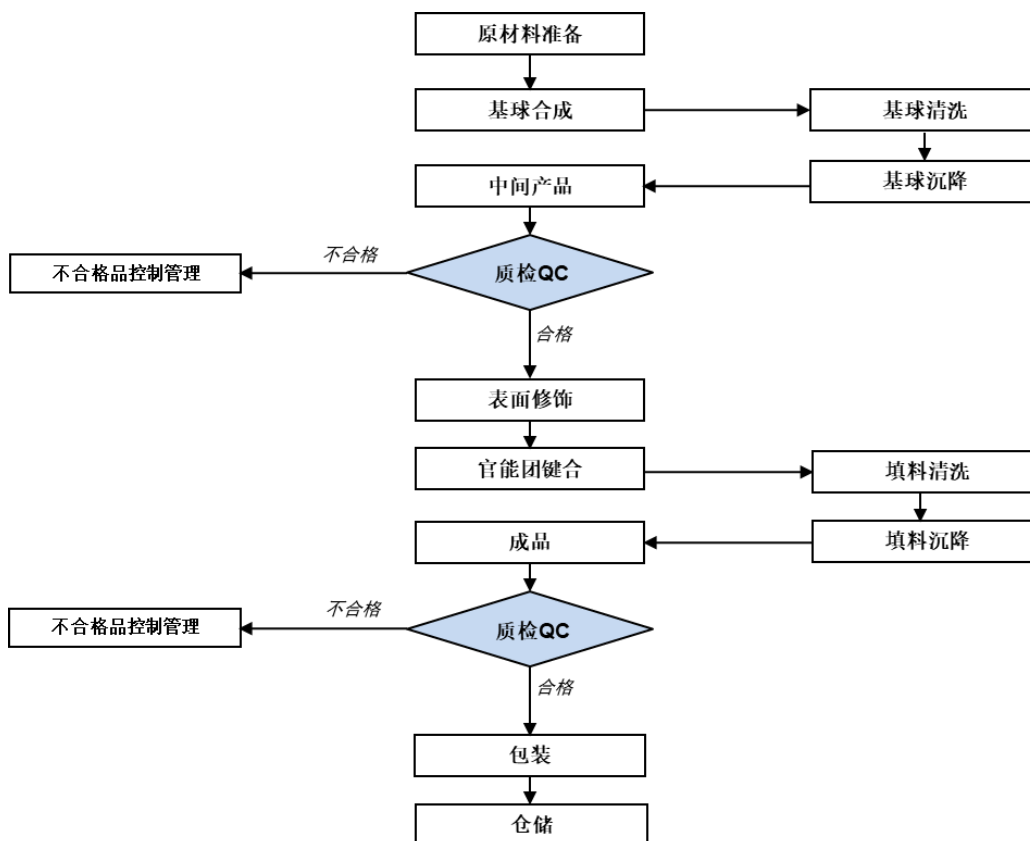 原材料准备
基球合成
基球清洗
中间产品
基球沉降
不合格
不合格品控制管理
质检QC
合格
表面修饰
官能团键合
填料清洗
成品
填料沉降
不合格
不合格品控制管理
质检QC
合格
包装
仓储